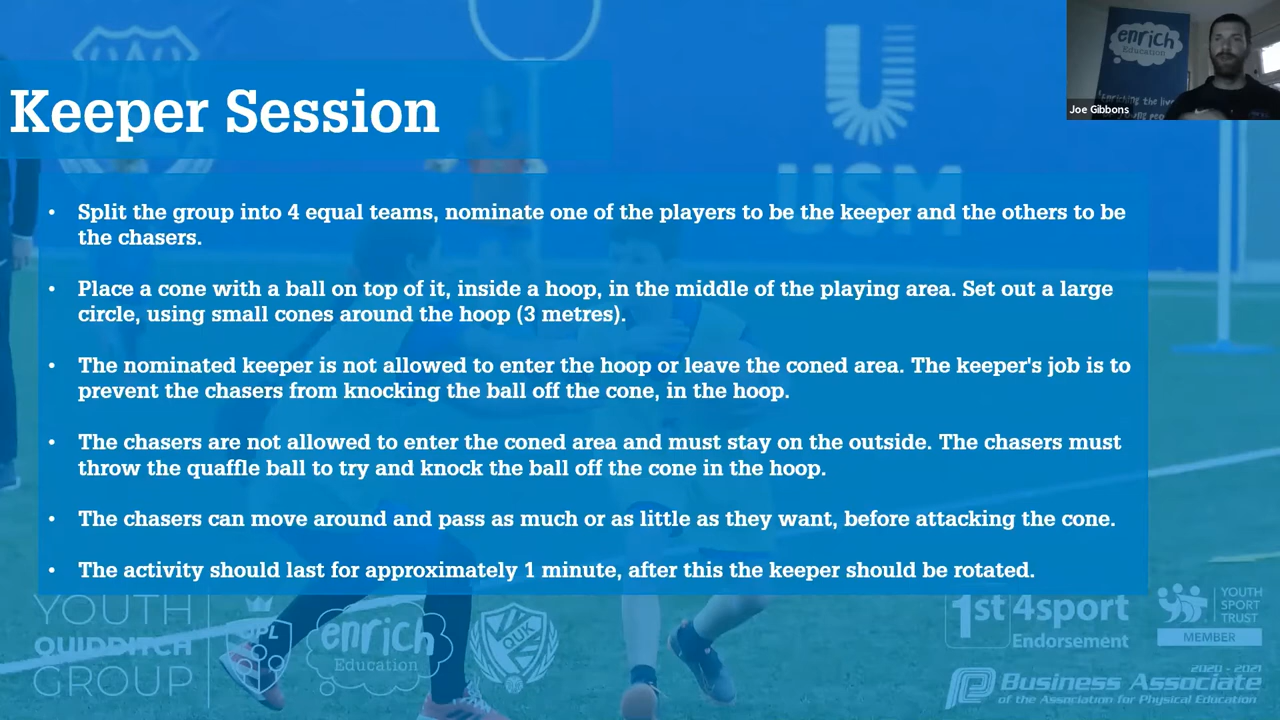 enrich
Education
Joe Gibbons
Keeper Session
USM
• Split the group into 4 equal teams, nominate one of the players to be the keeper and the others to be
the chasers.
• Place a cone with a ball on top of it, inside a hoop, in the middle of the playing area. Set out a large
circle, using small cones around the hoop (3 metres).
• The nominated keeper is not allowed to enter the hoop or leave the coned area. The keeper's job is to
prevent the chasers from knocking the ball off the cone, in the hoop.
• The chasers are not allowed to enter the coned area and must stay on the outside. The chasers must
throw the quaffle ball to try and knock the ball off the cone in the hoop.
• The chasers can move around and pass as much or as little as they want, before attacking the cone.
• The activity should last for approximately 1 minute, after this the keeper should be rotated.
YOUTH
QUIDDITCH
GROUP
QPL
enrich
Education
QUK
1st 4sport
Endorsement
YOUTH
SPORT
TRUST
MEMBER
2020 - 2021
Business Associate
of the Association for Physical Education